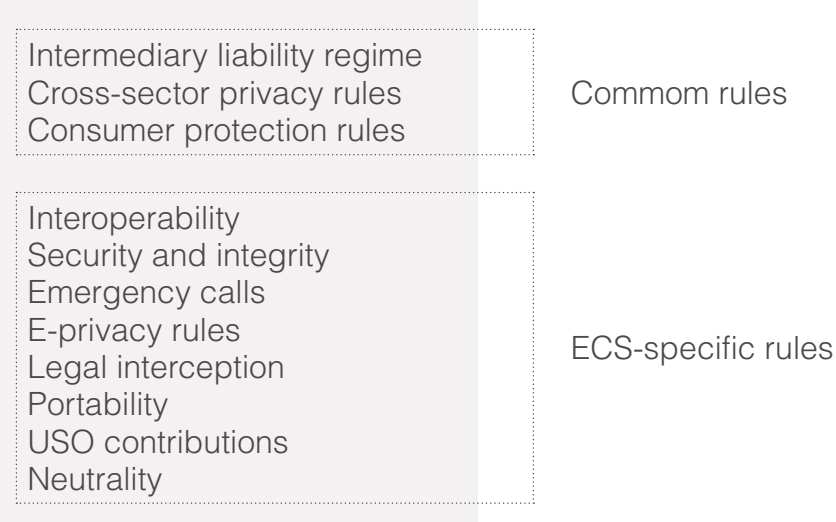 Intermediary liability regime
Cross-sector privacy rules
Consumer protection rules
Commom rules
Interoperability
Security and integrity
Emergency calls
E-privacy rules
Legal interception
Portability
USO contributions
Neutrality
ECS-specific rules